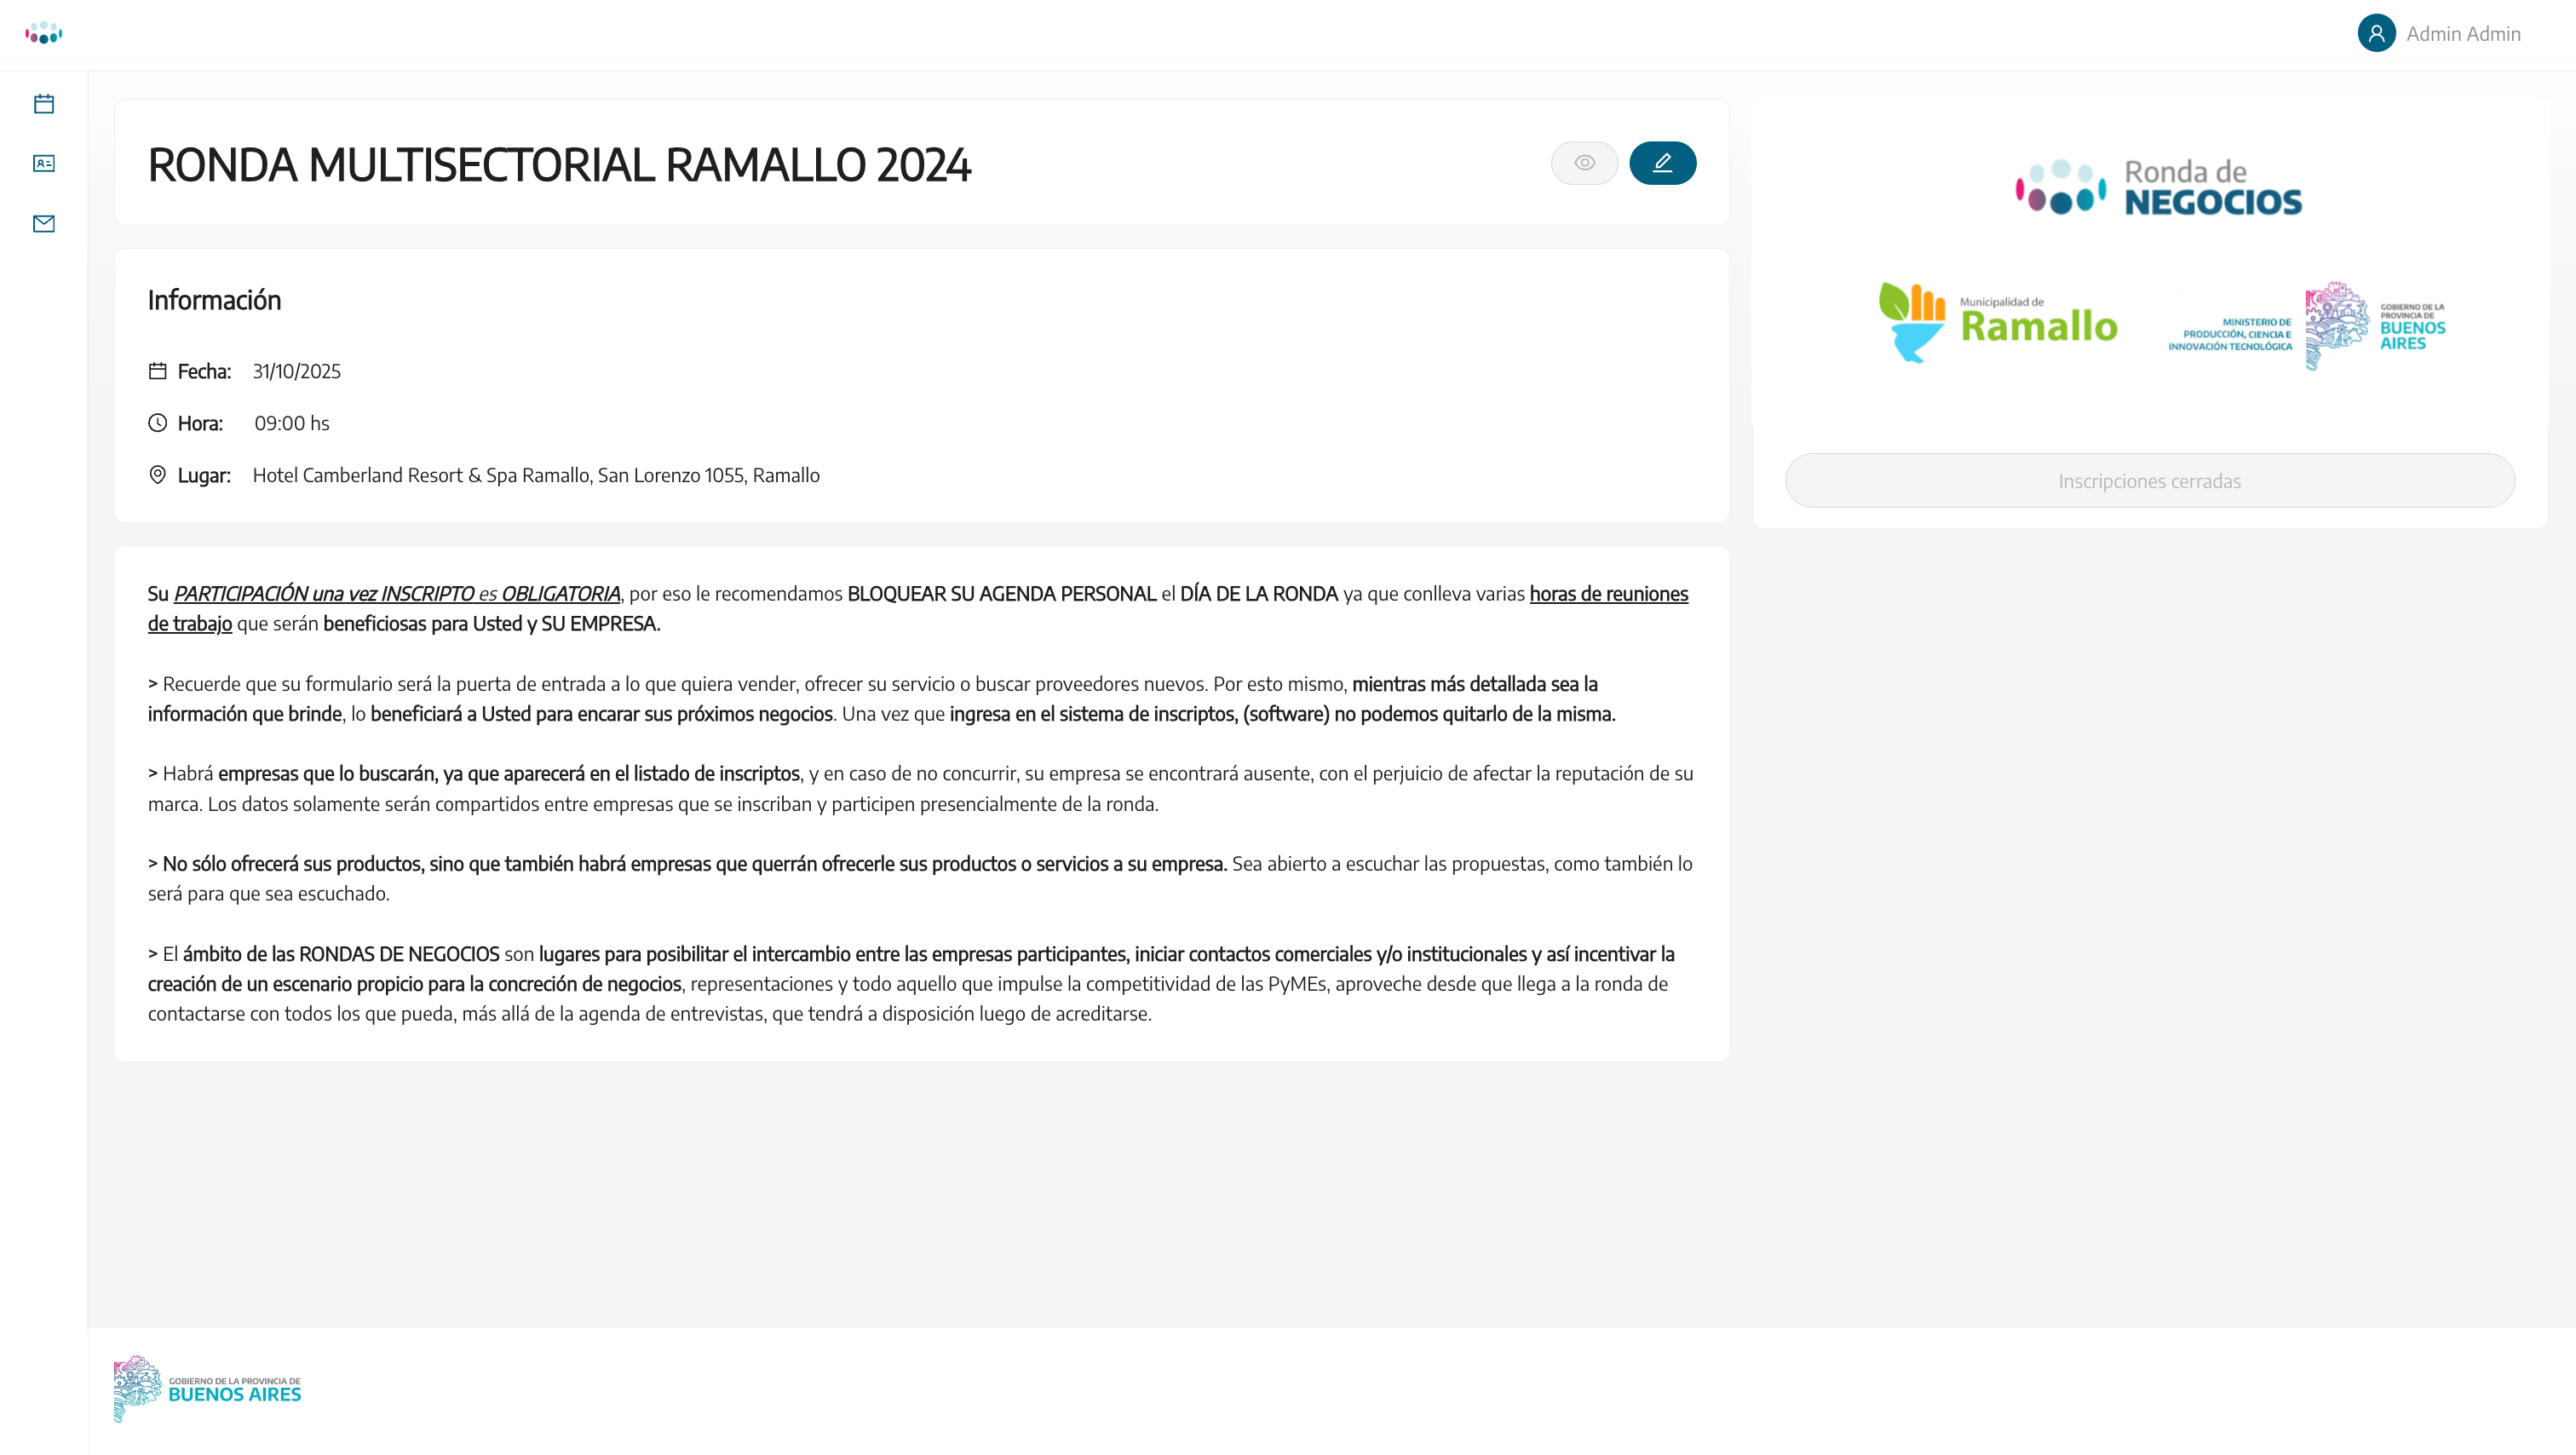 Admin Admin
RONDA MULTISECTORIAL RAMALLO 2024
Información
Fecha: 31/10/2025
Hora: 09:00 hs
Lugar: Hotel Camberland Resort & Spa Ramallo, San Lorenzo 1055, Ramallo
Su PARTICIPACIÓN una vez INSCRIPTO es OBLIGATORIA, por eso le recomendamos BLOQUEAR SU AGENDA PERSONAL el DÍA DE LA RONDA ya que conlleva varias horas de reuniones
de trabajo que serán beneficiosas para Usted y SU EMPRESA.
> Recuerde que su formulario será la puerta de entrada a lo que quiera vender, ofrecer su servicio o buscar proveedores nuevos. Por esto mismo, mientras más detallada sea la
información que brinde, lo beneficiará a Usted para encarar sus próximos negocios. Una vez que ingresa en el sistema de inscriptos, (software) no podemos quitarlo de la misma.
> Habrá empresas que lo buscarán, ya que aparecerá en el listado de inscriptos, y en caso de no concurrir, su empresa se encontrará ausente, con el perjuicio de afectar la reputación de su
marca. Los datos solamente serán compartidos entre empresas que se inscriban y participen presencialmente de la ronda.
> No sólo ofrecerá sus productos, sino que también habrá empresas que querrán ofrecerle sus productos o servicios a su empresa. Sea abierto a escuchar las propuestas, como también lo
será para que sea escuchado.
> El ámbito de las RONDAS DE NEGOCIOS son lugares para posibilitar el intercambio entre las empresas participantes, iniciar contactos comerciales y/o institucionales y así incentivar la
creación de un escenario propicio para la concreción de negocios, representaciones y todo aquello que impulse la competitividad de las PyMEs, aproveche desde que llega a la ronda de
contactarse con todos los que pueda, más allá de la agenda de entrevistas, que tendrá a disposición luego de acreditarse.
Ronda de
NEGOCIOS
Municipalidad de
Ramallo
MINISTERIO DE
PRODUCCIÓN, CIENCIA E
INNOVACIÓN TECNOLÓGICA
GOBIERNO DE LA
PROVINCIA DE
BUENOS
AIRES
Inscripciones cerradas
GOBIERNO DE LA PROVINCIA DE
BUENOS AIRES